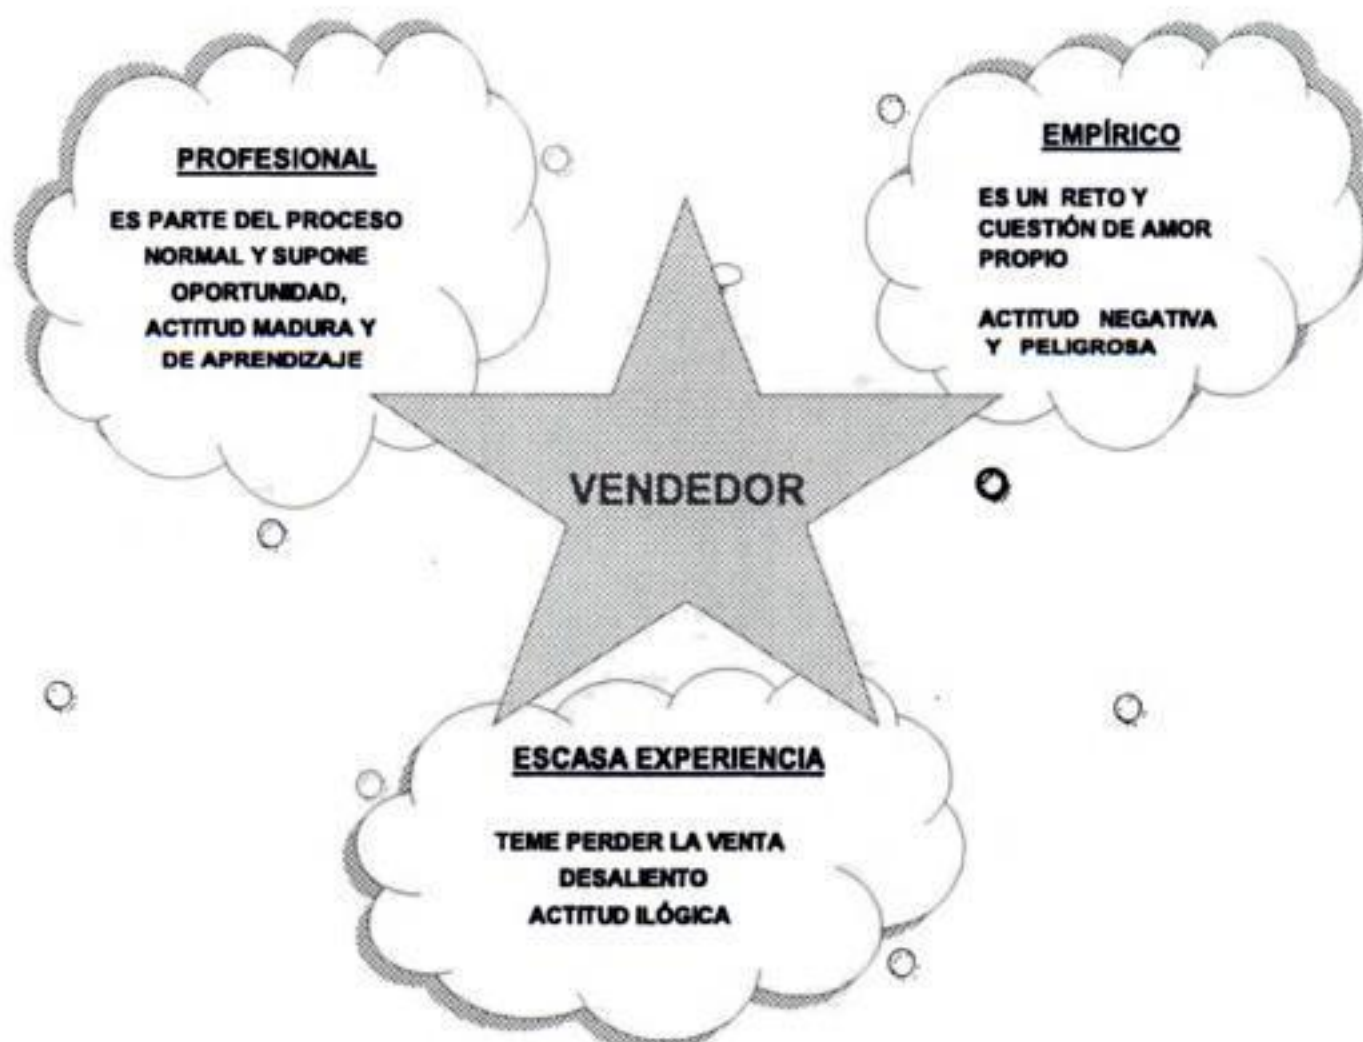 PROFESIONAL
ES PARTE DEL PROCESO
NORMAL Y SUPONE
OPORTUNIDAD,
ACTITUD MADURA Y
DE APRENDIZAJE
EMPÍRICO
ES UN RETO Y
CUESTIÓN DE AMOR
PROPIO
ACTITUD NEGATIVA
Y PELIGROSA
VENDEDOR
ESCASA EXPERIENCIA
TEME PERDER LA VENTA
DESALIENTO
ACTITUD ILÓGICA